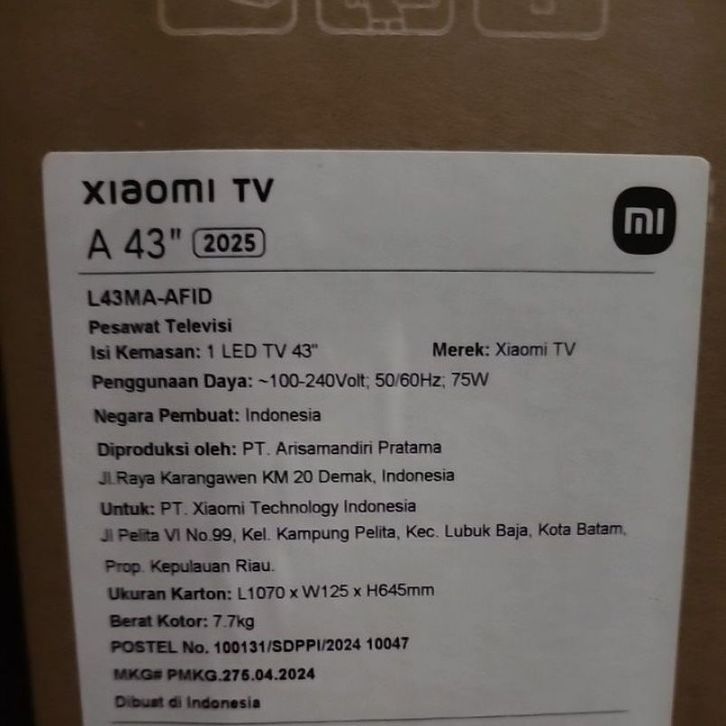 xiaomi TV
mi
A 43" 2025
L43MA-AFID
Pesawat Televisi
Isi Kemasan: 1 LED TV 43" Merek: Xiaomi TV
Penggunaan Daya: ~100-240Volt; 50/60Hz; 75W
Negara Pembuat: Indonesia
Diproduksi oleh: PT. Arisamandiri Pratama
Jl.Raya Karangawen KM 20 Demak, Indonesia
Untuk: PT. Xiaomi Technology Indonesia
Jl Pelita VI No.99, Kel. Kampung Pelita, Kec. Lubuk Baja, Kota Batam,
Prop. Kepulauan Riau.
Ukuran Karton: L1070 x W125 x H645mm
Berat Kotor: 7.7kg
POSTEL No. 100131/SDPPI/2024 10047
MKG# PMKG.275.04.2024
Dibuat di Indonesia